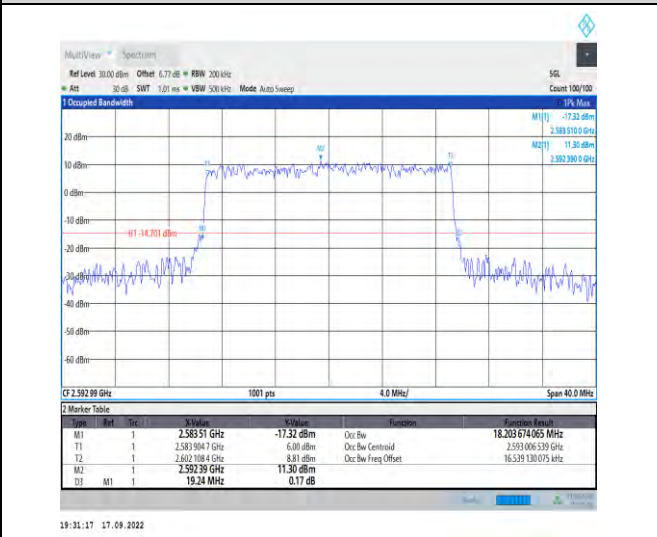 MultiView Spectrum
Ref Level 30.00 dBm Offset 6.77 dB RBW 200 kHz SGL
Att 30 dB SWT 1.01 ms VBW 500 kHz Mode Auto Sweep Count 100/100
1 Occupied Bandwidth 1Pk Max
M1[1] -17.32 dBm
2.583 510 0 GHz
M2[1] 11.30 dBm
2.592 390 0 GHz
20 dBm
M2
T1
T2
10 dBm
0 dBm
-10 dBm
H1 -14.701 dBm
-20 dBm
-30 dBm
-40 dBm
-50 dBm
-60 dBm
CF 2.592 99 GHz 1001 pts 4.0 MHz/ Span 40.0 MHz
2 Marker Table
Type Ref Trc X-Value Y-Value Function Function Result
M1 1 2.583 51 GHz -17.32 dBm Occ Bw 18.203 674 065 MHz
T1 1 2.583 904 7 GHz 6.00 dBm Occ Bw Centroid 2.593 006 539 GHz
T2 1 2.602 108 4 GHz 8.81 dBm Occ Bw Freq Offset 16.539 130 075 kHz
M2 1 2.592 39 GHz 11.30 dBm
D3 M1 1 19.24 MHz 0.17 dB
19:31:17 17.09.2022